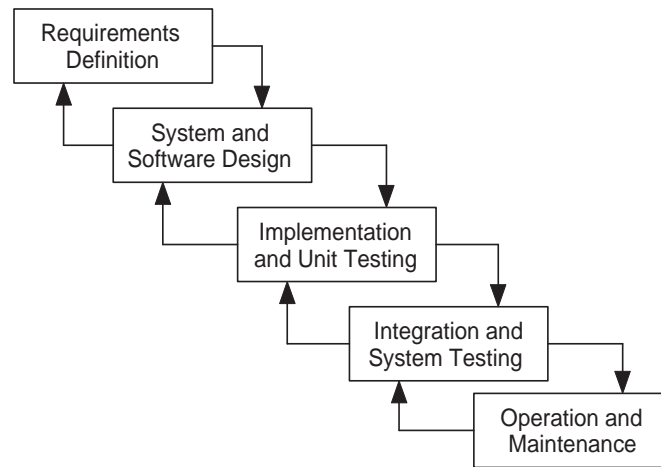 Requirements
Definition
System and
Software Design
Implementation
and Unit Testing
Integration and
System Testing
Operation and
Maintenance